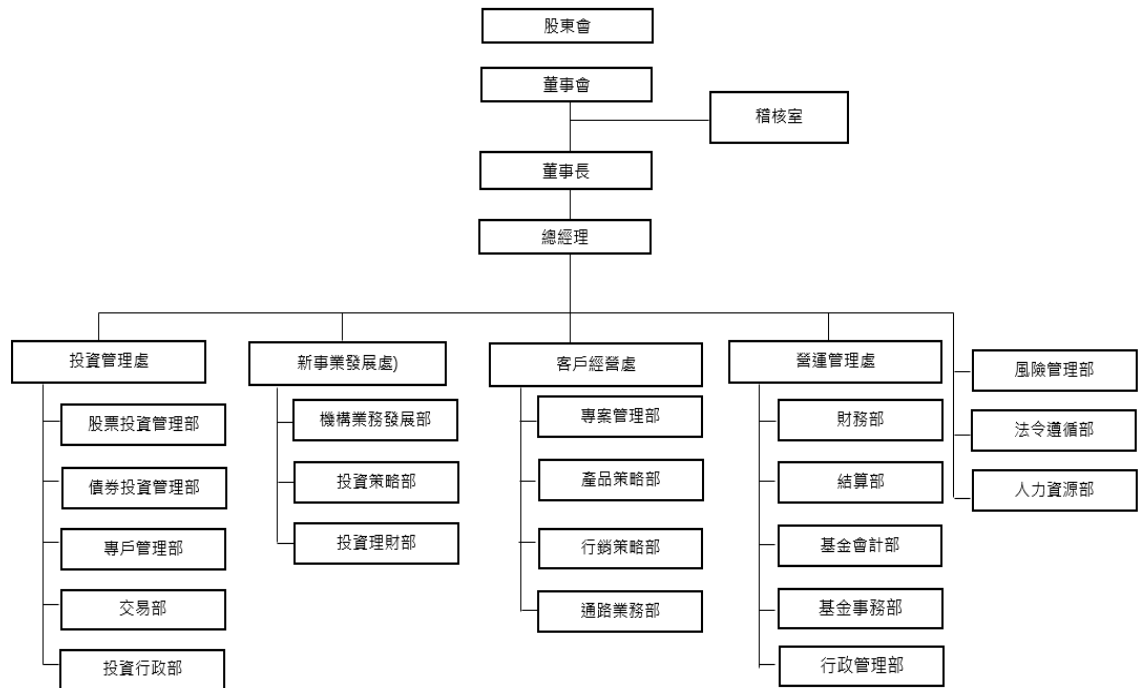 股東會
董事會
稽核室
董事長
總經理
投資管理處
股票投資管理部
債券投資管理部
專戶管理部
交易部
投資行政部
新事業發展處)
機構業務發展部
投資策略部
投資理財部
客戶經營處
專案管理部
產品策略部
行銷策略部
通路業務部
營運管理處
財務部
結算部
基金會計部
基金事務部
行政管理部
風險管理部
法令遵循部
人力資源部